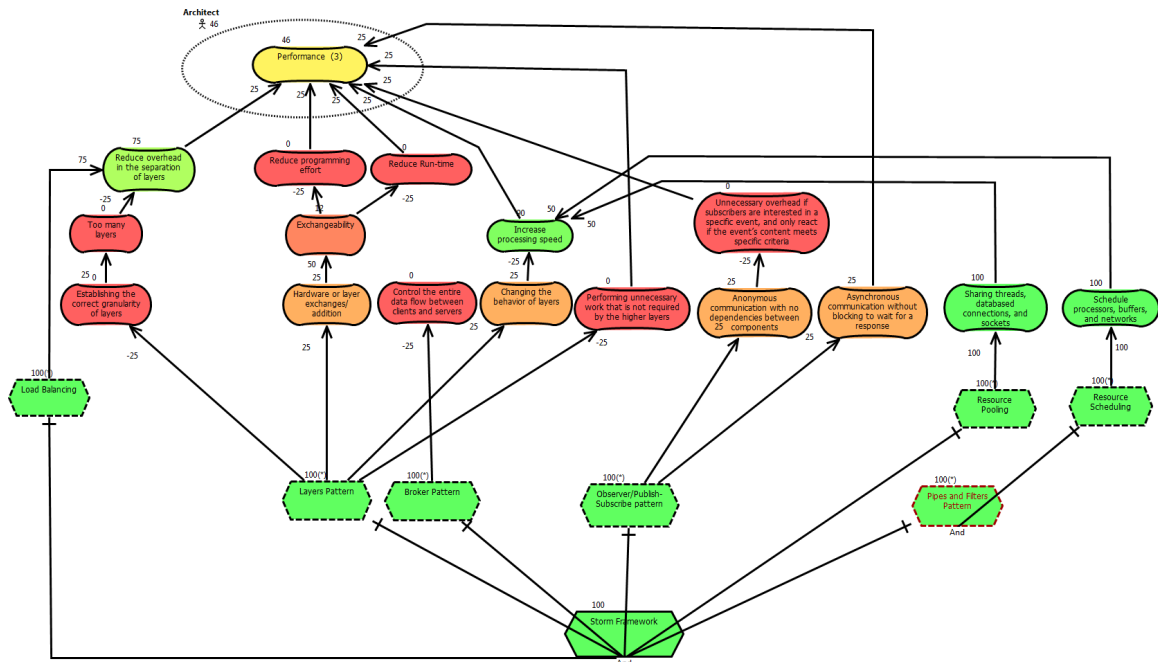 Architect
46
46
25
Performance (3)
25
25
25
25
25
25
25
75
0
0
Reduce overhead
in the separation
of layers
Reduce programming
effort
Reduce Run-time
75
-25
0
-25
12
-25
90
50
50
0
Unnecessary overhead if
subscribers are interested in a
specific event, and only react
if the event's content meets
specific criteria
Too many
layers
Exchangeability
Increase
processing speed
25
0
50
25
0
-25
25
0
-25
25
25
100
100
Establishing the
correct granularity
of layers
Hardware or layer
exchanges/
addition
Control the entire
data flow between
clients and servers
Changing the
behavior of layers
Performing unnecessary
work that is not required
by the higher layers
Anonymous
communication with no
dependencies between
components
Asynchronous
communication without
blocking to wait for a
response
Sharing threads,
databased
connections, and
sockets
Schedule
processors, buffers,
and networks
-25
25
-25
25
-25
25
25
100
100
100(*)
Load Balancing
100(*)
Resource
Pooling
100(*)
Resource
Scheduling
100(*)
Layers Pattern
100(*)
Broker Pattern
100(*)
Observer/Publish-
Subscribe pattern
100(*)
Pipes and Filters
Pattern
And
100
Storm Framework
And